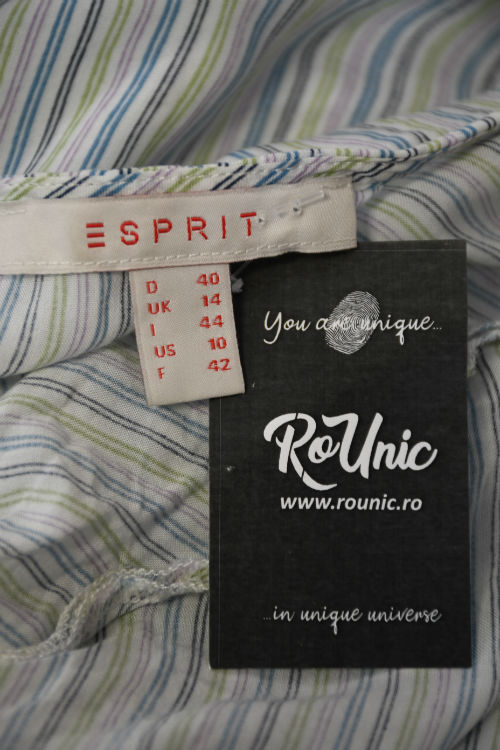 ESPRIT
D 40
UK 14
I 44
US 10
F 42
You are unique...
RoUnic
www.rounic.ro
...in unique universe